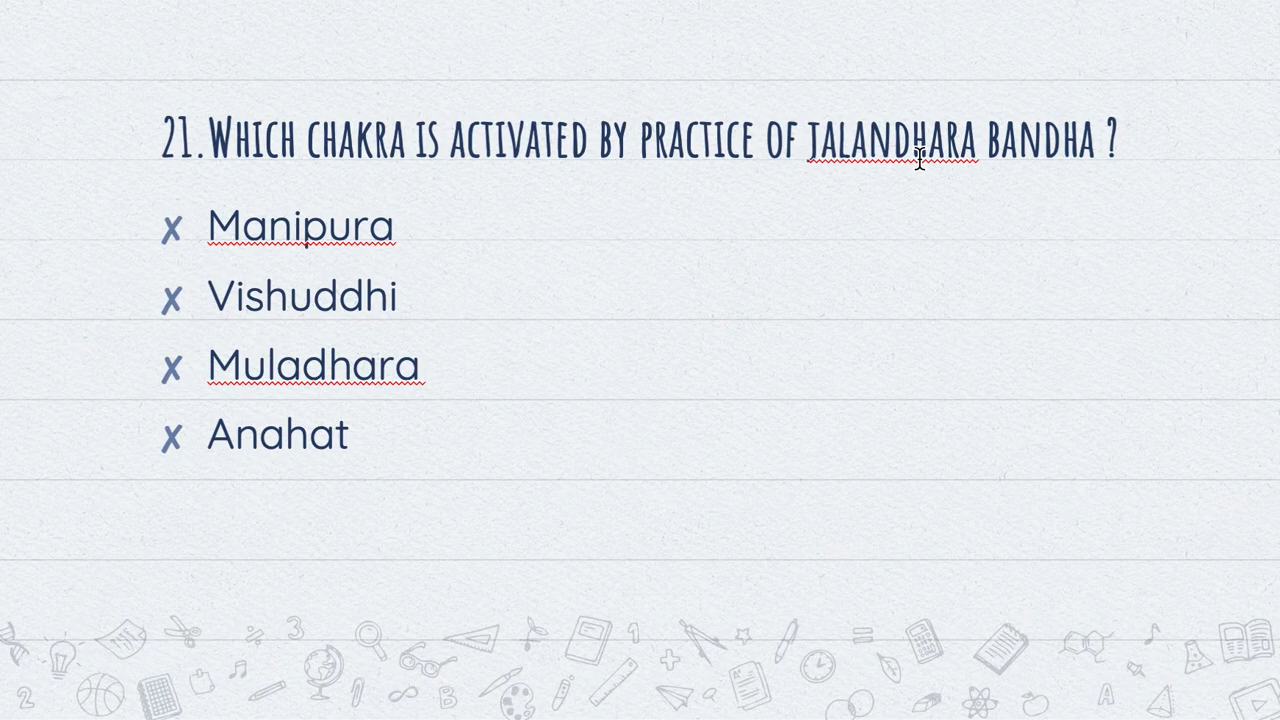 21.Which chakra is activated by practice of jalandhara bandha ?
✗ Manipura
✗ Vishuddhi
✗ Muladhara
✗ Anahat